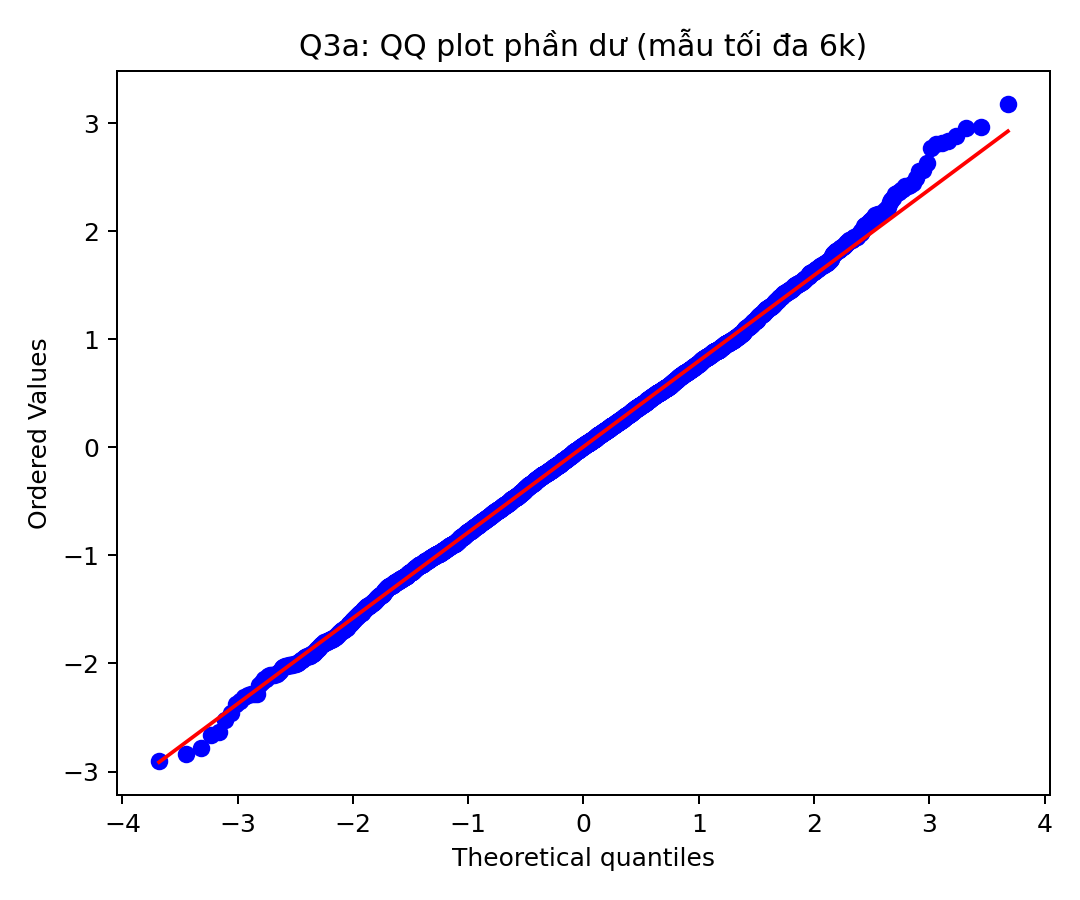 Q3a: QQ plot phần dư (mẫu tối đa 6k)
3
2
1
0
−1
−2
−3
Ordered Values
−4 −3 −2 −1 0 1 2 3 4
Theoretical quantiles